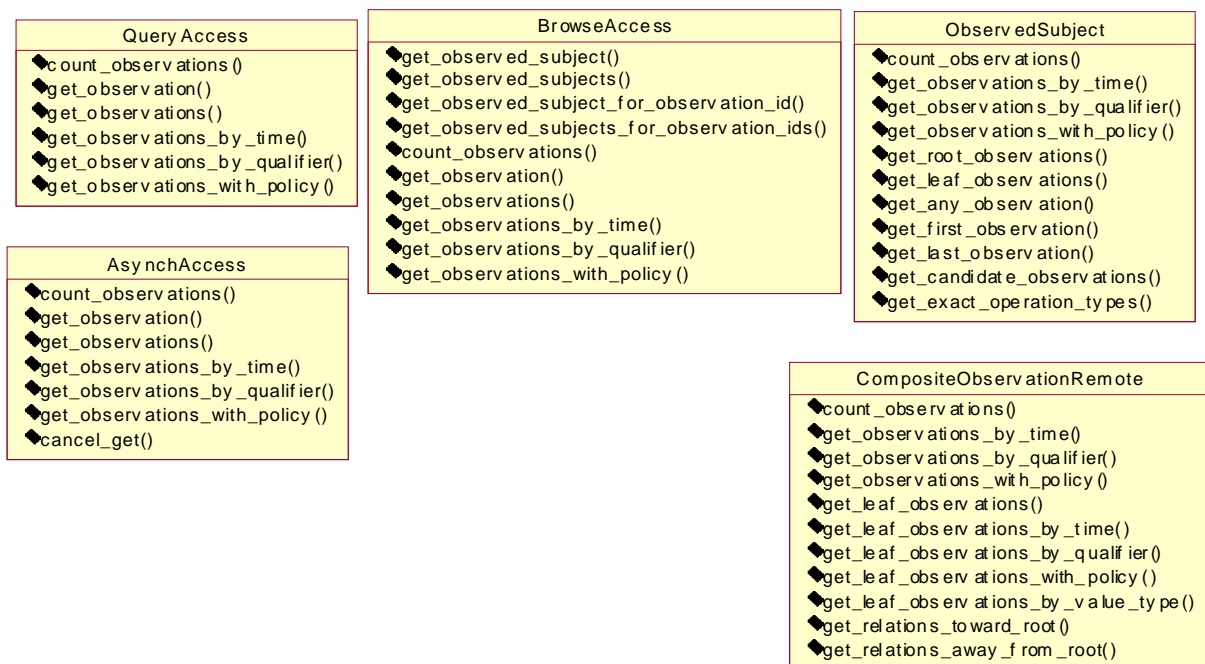 QueryAccess
count_observations()
get_observation()
get_observations()
get_observations_by_time()
get_observations_by_qualifier()
get_observations_with_policy()
BrowseAccess
get_observed_subject()
get_observed_subjects()
get_observed_subject_for_observation_id()
get_observed_subjects_for_observation_ids()
count_observations()
get_observation()
get_observations()
get_observations_by_time()
get_observations_by_qualifier()
get_observations_with_policy()
ObservedSubject
count_observations()
get_observations_by_time()
get_observations_by_qualifier()
get_observations_with_policy()
get_root_observations()
get_leaf_observations()
get_any_observation()
get_first_observation()
get_last_observation()
get_candidate_observations()
get_exact_operation_types()
AsynchAccess
count_observations()
get_observation()
get_observations()
get_observations_by_time()
get_observations_by_qualifier()
get_observations_with_policy()
cancel_get()
CompositeObservationRemote
count_observations()
get_observations_by_time()
get_observations_by_qualifier()
get_observations_with_policy()
get_leaf_observations()
get_leaf_observations_by_time()
get_leaf_observations_by_qualifier()
get_leaf_observations_with_policy()
get_leaf_observations_by_value_type()
get_relations_toward_root()
get_relations_away_from_root()